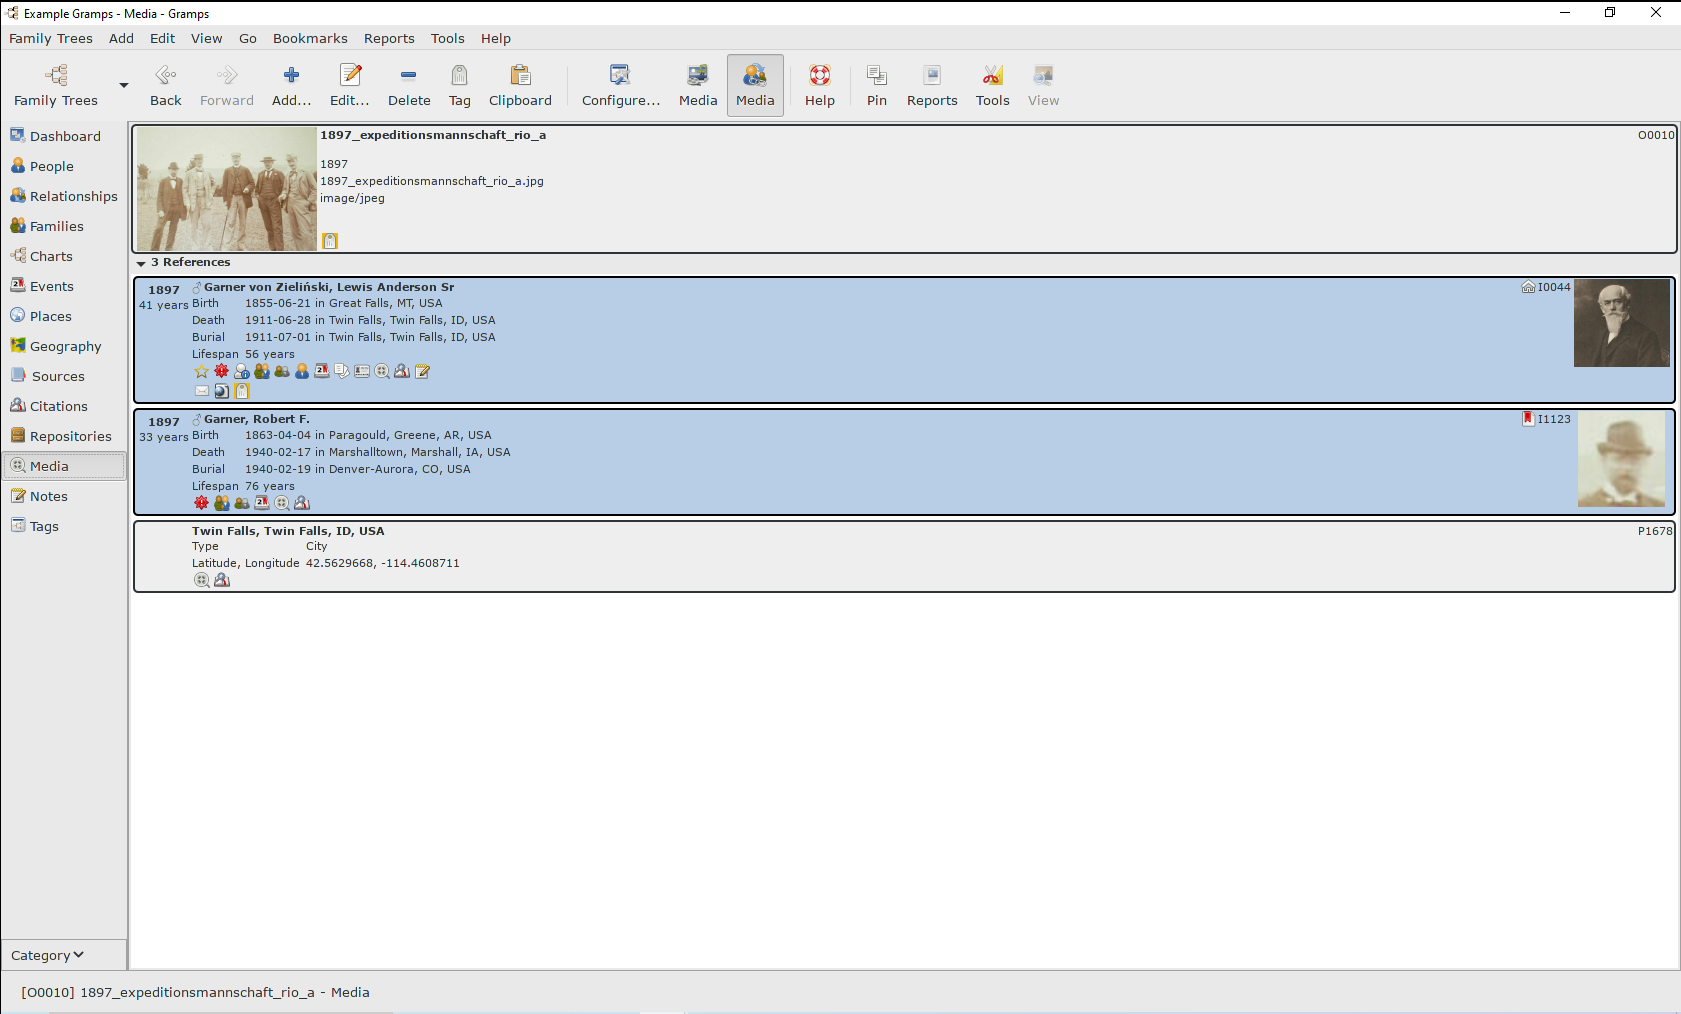 Example Gramps - Media - Gramps
Family Trees Add Edit View Go Bookmarks Reports Tools Help
Family Trees Back Forward Add... Edit... Delete Tag Clipboard Configure... Media Media Help Pin Reports Tools View
Dashboard
People
Relationships
Families
Charts
Events
Places
Geography
Sources
Citations
Repositories
Media
Notes
Tags
Category
1897_expeditionsmannschaft_rio_a O0010
1897
1897_expeditionsmannschaft_rio_a.jpg
image/jpeg
3 References
1897 ♂Garner von Zieliński, Lewis Anderson Sr I0044
41 years Birth 1855-06-21 in Great Falls, MT, USA
Death 1911-06-28 in Twin Falls, Twin Falls, ID, USA
Burial 1911-07-01 in Twin Falls, Twin Falls, ID, USA
Lifespan 56 years
1897 ♂Garner, Robert F. I1123
33 years Birth 1863-04-04 in Paragould, Greene, AR, USA
Death 1940-02-17 in Marshalltown, Marshall, IA, USA
Burial 1940-02-19 in Denver-Aurora, CO, USA
Lifespan 76 years
Twin Falls, Twin Falls, ID, USA P1678
Type City
Latitude, Longitude 42.5629668, -114.4608711
[O0010] 1897_expeditionsmannschaft_rio_a - Media